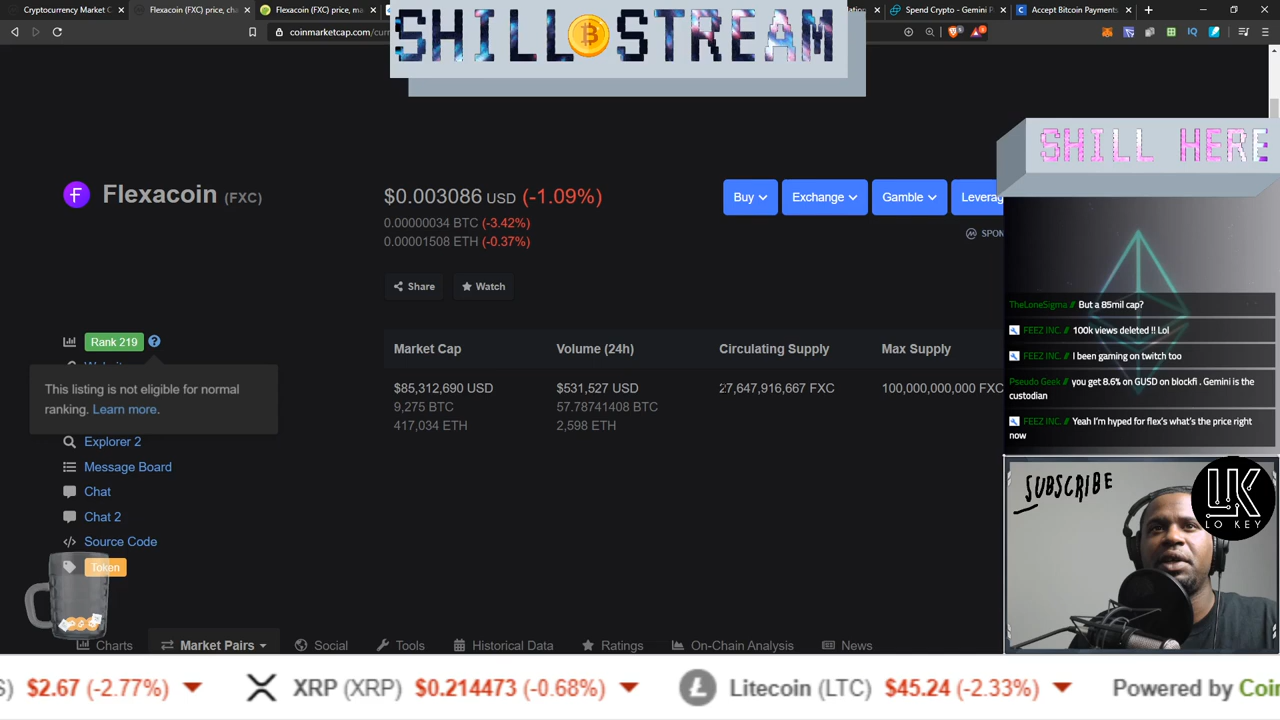 Cryptocurrency Market C
Flexacoin (FXC) price, cha
Flexacoin (FXC) price, ma
Spend Crypto - Gemini P
Accept Bitcoin Payments
coinmarketcap.com/curr
SHILL STREAM
SHILL HERE
Flexacoin (FXC)
$0.003086 USD (-1.09%)
0.00000034 BTC (-3.42%)
0.00001508 ETH (-0.37%)
Buy
Exchange
Gamble
Leverag
SPON
Share
Watch
Rank 219
This listing is not eligible for normal
ranking. Learn more.
Explorer 2
Message Board
Chat
Chat 2
Source Code
Token
Market Cap
Volume (24h)
Circulating Supply
Max Supply
$85,312,690 USD
$531,527 USD
27,647,916,667 FXC
100,000,000,000 FXC
9,275 BTC
57.78741408 BTC
417,034 ETH
2,598 ETH
TheLoneSigma // But a 85mil cap?
FEEZ INC. // 100k views deleted !! Lol
FEEZ INC. // I been gaming on twitch too
Pseudo Geek // you get 8.6% on GUSD on blockfi . Gemini is the
custodian
FEEZ INC. // Yeah I'm hyped for flex's what's the price right
now
SUBSCRIBE
LK
LO KEY
Charts
Market Pairs
Social
Tools
Historical Data
Ratings
On-Chain Analysis
News
S) $2.67 (-2.77%)
XRP (XRP) $0.214473 (-0.68%)
Litecoin (LTC) $45.24 (-2.33%)
Powered by Coin